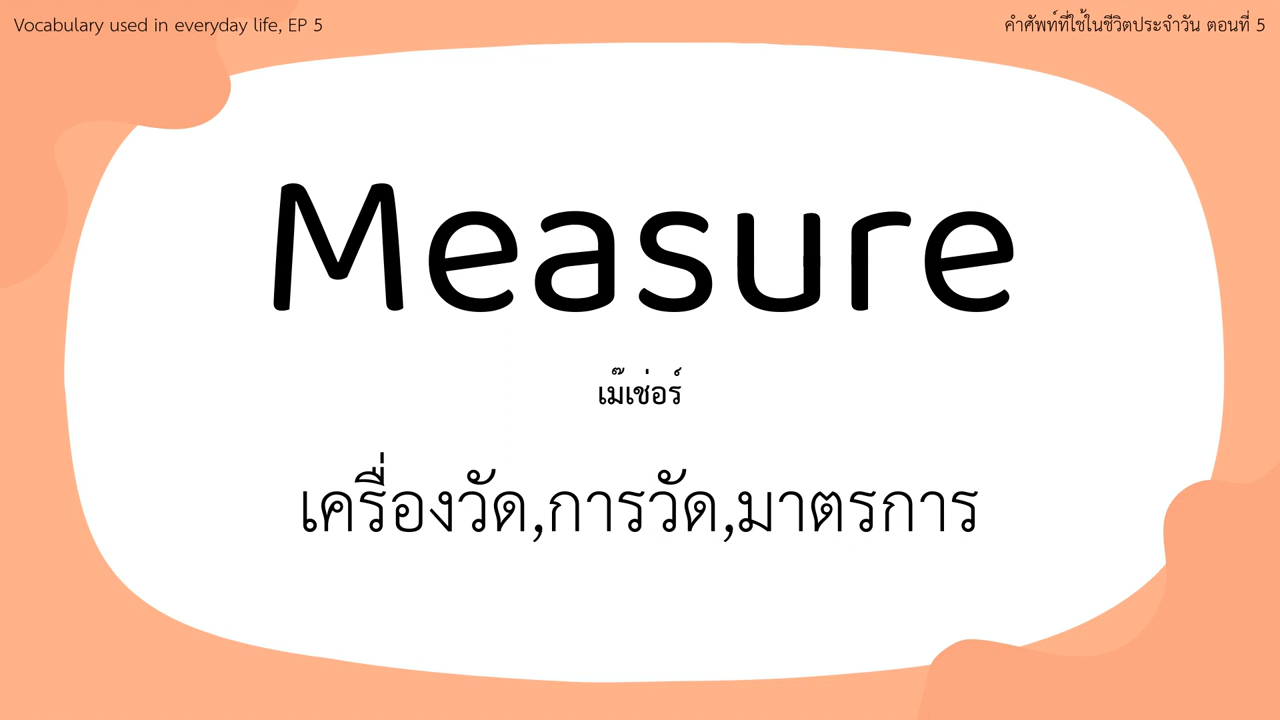 Vocabulary used in everyday life, EP 5
คำศัพท์ที่ใช้ในชีวิตประจำวัน ตอนที่ 5
Measure
เม๊เช่อร์
เครื่องวัด,การวัด,มาตรการ